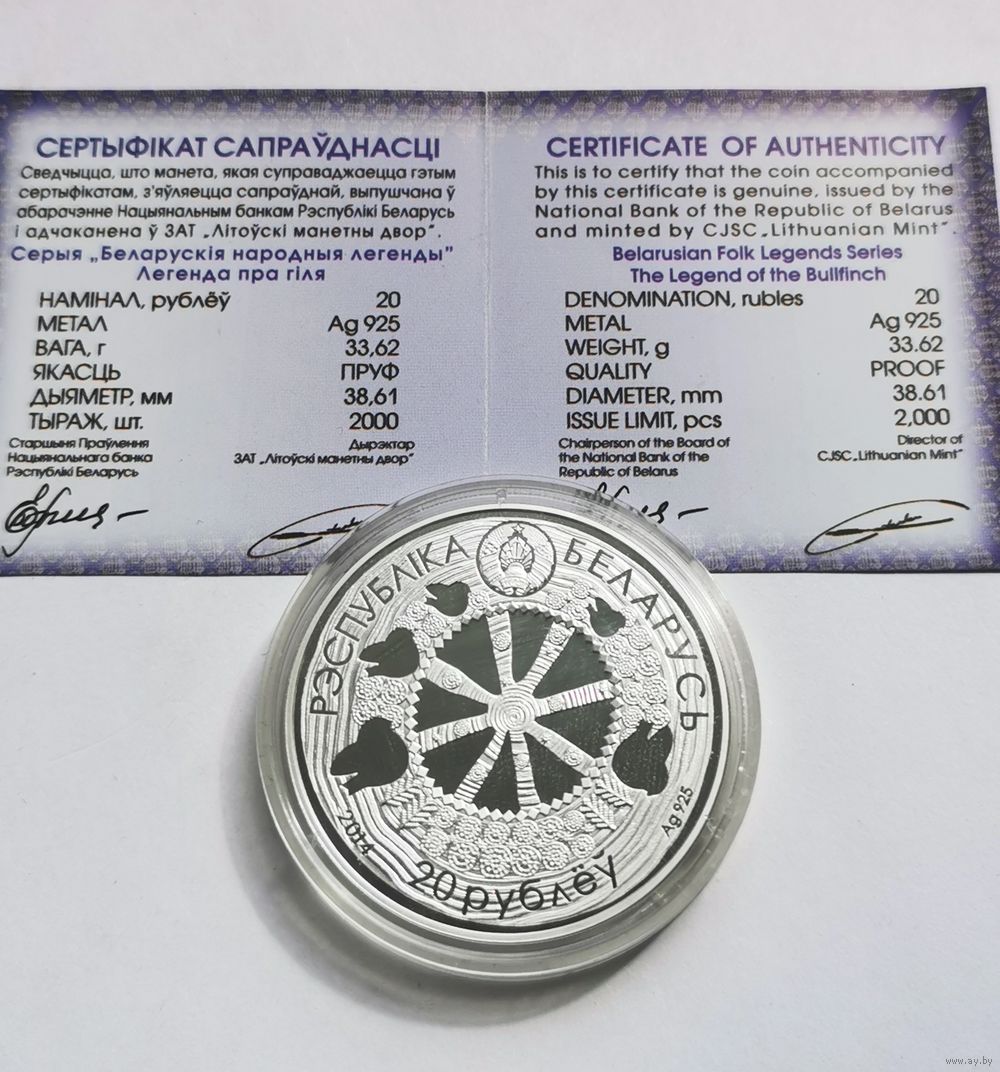 СЕРТЫФІКАТ САПРАЎДНАСЦІ
Сведчыцца, што манета, якая суправаджаецца гэтым
сертыфікатам, з'яўляецца сапраўднай, выпушчана ў
абарачэнне Нацыянальным банкам Рэспублікі Беларусь
і адчаканена ў ЗАТ „Літоўскі манетны двор".
Серыя „Беларускія народныя легенды"
Легенда пра гіля
НАМІНАЛ, рублёў 20
МЕТАЛ Ag 925
ВАГА, г 33,62
ЯКАСЦЬ ПРУФ
ДЫЯМЕТР, мм 38,61
ТЫРАЖ, шт. 2000
Старшыня Праўлення
Нацыянальнага банка
Рэспублікі Беларусь
Дырэктар
ЗАТ „Літоўскі манетны двор"
CERTIFICATE OF AUTHENTICITY
This is to certify that the coin accompanied
by this certificate is genuine, issued by the
National Bank of the Republic of Belarus
and minted by CJSC „Lithuanian Mint".
Belarusian Folk Legends Series
The Legend of the Bullfinch
DENOMINATION, rubles 20
METAL Ag 925
WEIGHT, g 33.62
QUALITY PROOF
DIAMETER, mm 38.61
ISSUE LIMIT, pcs 2,000
Chairperson of the Board of
the National Bank of the
Republic of Belarus
Director of
CJSC „Lithuanian Mint"
РЭСПУБЛІКА БЕЛАРУСЬ
2014
Ag 925
20 рублёў
www.ay.by